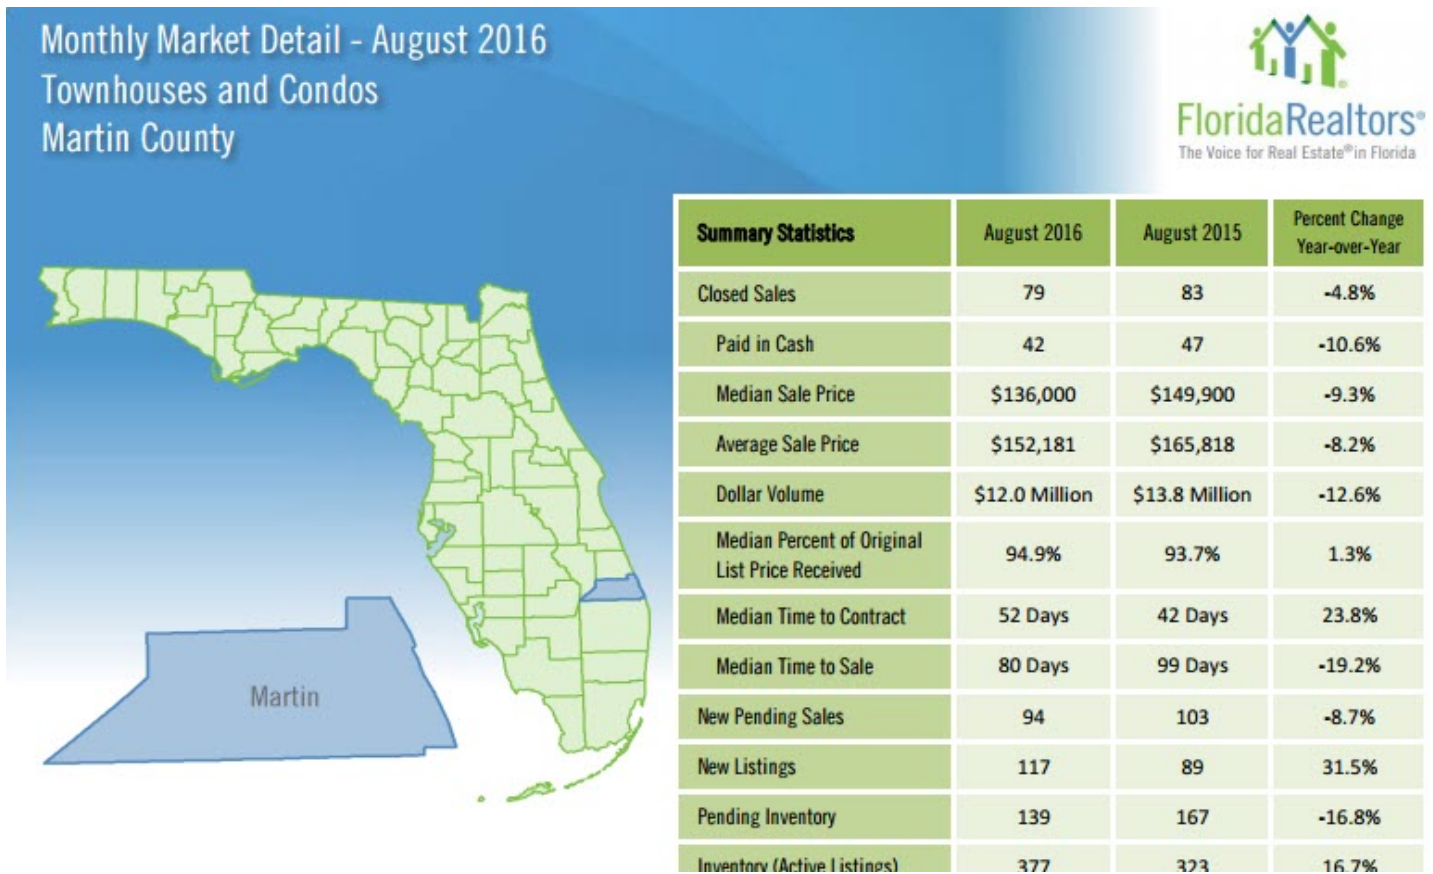 Monthly Market Detail - August 2016
Townhouses and Condos
Martin County
FloridaRealtors®
The Voice for Real Estate® in Florida
Summary Statistics August 2016 August 2015 Percent Change Year-over-Year
Closed Sales 79 83 -4.8%
Paid in Cash 42 47 -10.6%
Median Sale Price $136,000 $149,900 -9.3%
Average Sale Price $152,181 $165,818 -8.2%
Dollar Volume $12.0 Million $13.8 Million -12.6%
Median Percent of Original List Price Received 94.9% 93.7% 1.3%
Median Time to Contract 52 Days 42 Days 23.8%
Median Time to Sale 80 Days 99 Days -19.2%
New Pending Sales 94 103 -8.7%
New Listings 117 89 31.5%
Pending Inventory 139 167 -16.8%
Inventory (Active Listings) 377 323 16.7%
Martin